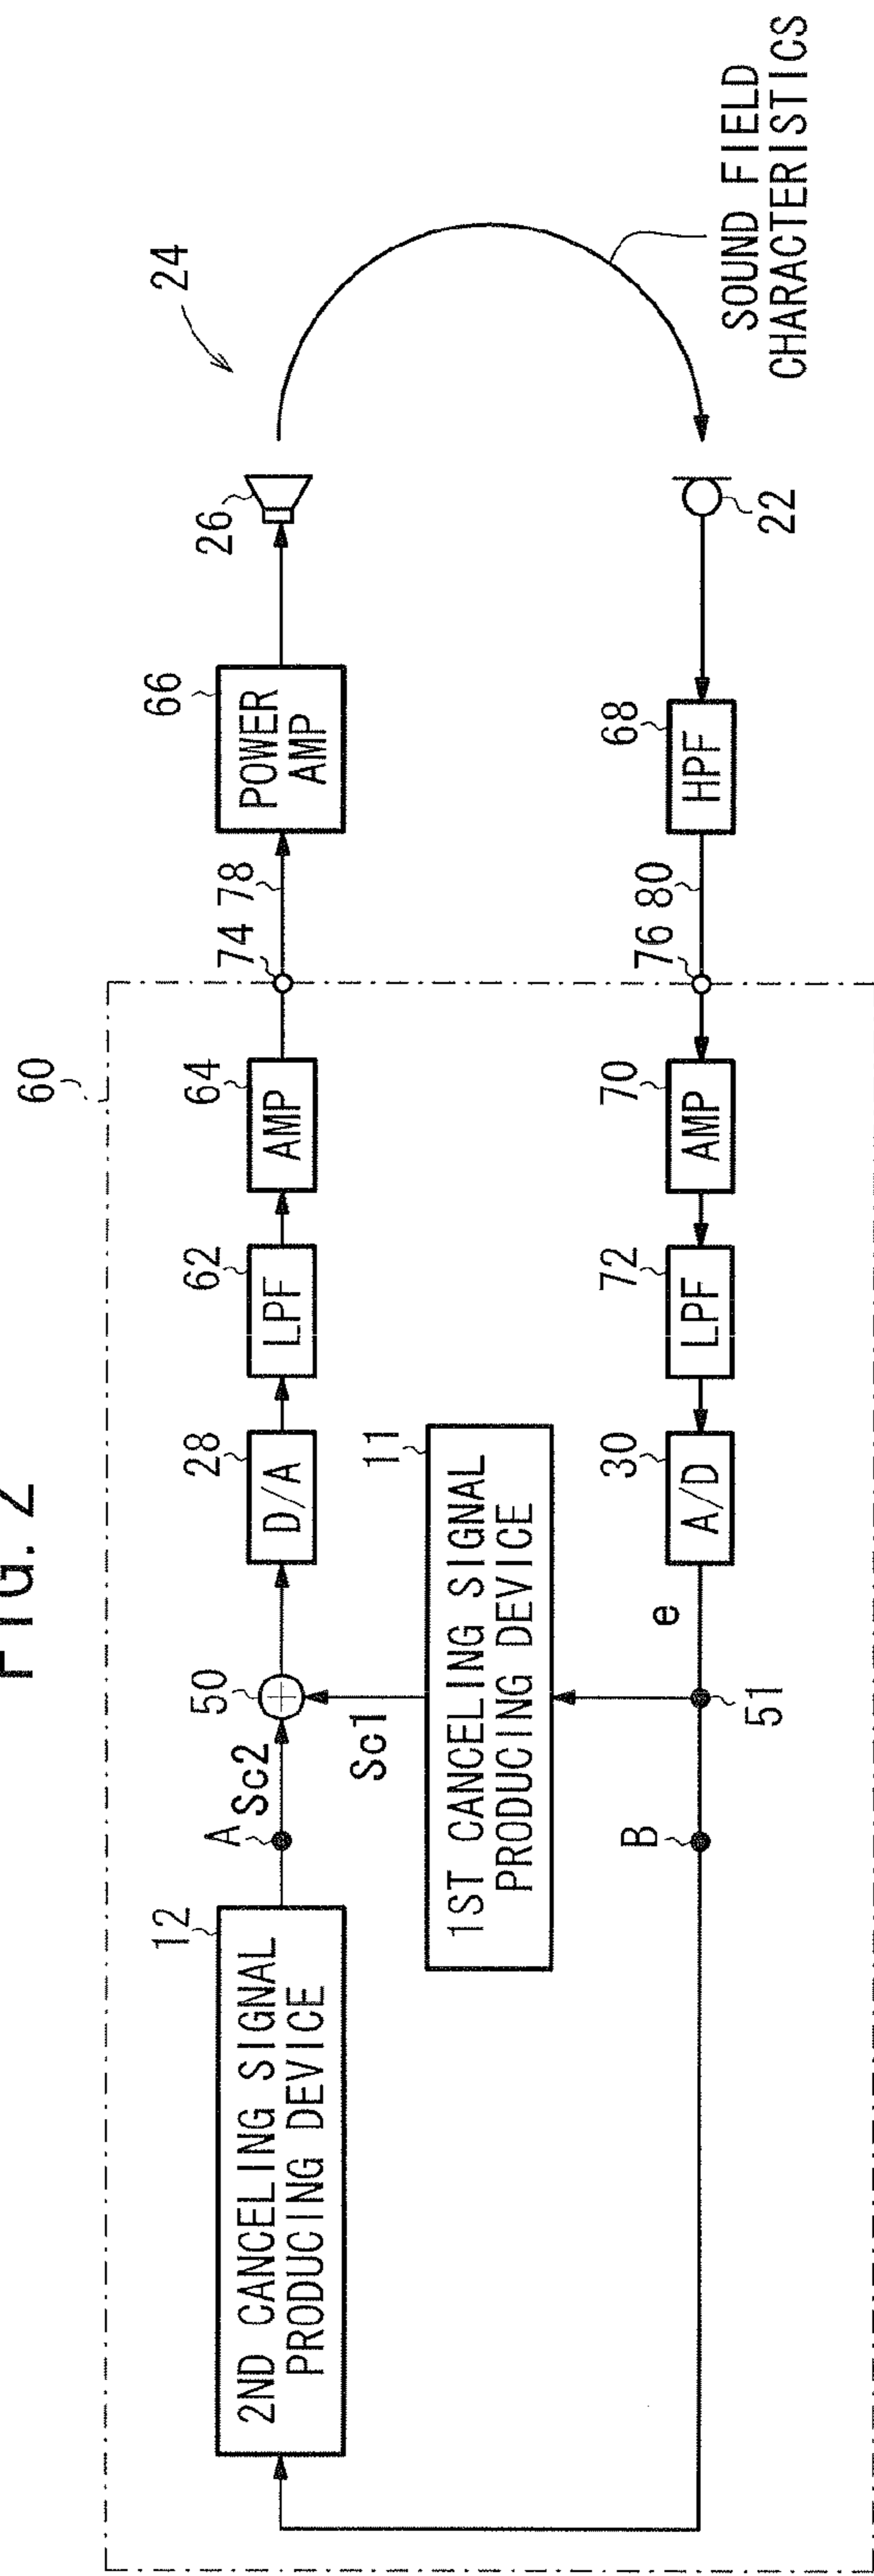 FIG. 2
60
12
2ND CANCELING SIGNAL
PRODUCING DEVICE
A
Sc2
50
28
D/A
62
LPF
64
AMP
74
78
66
POWER
AMP
26
24
Sc1
11
1ST CANCELING SIGNAL
PRODUCING DEVICE
B
51
e
30
A/D
72
LPF
70
AMP
76
80
68
HPF
22
SOUND FIELD
CHARACTERISTICS